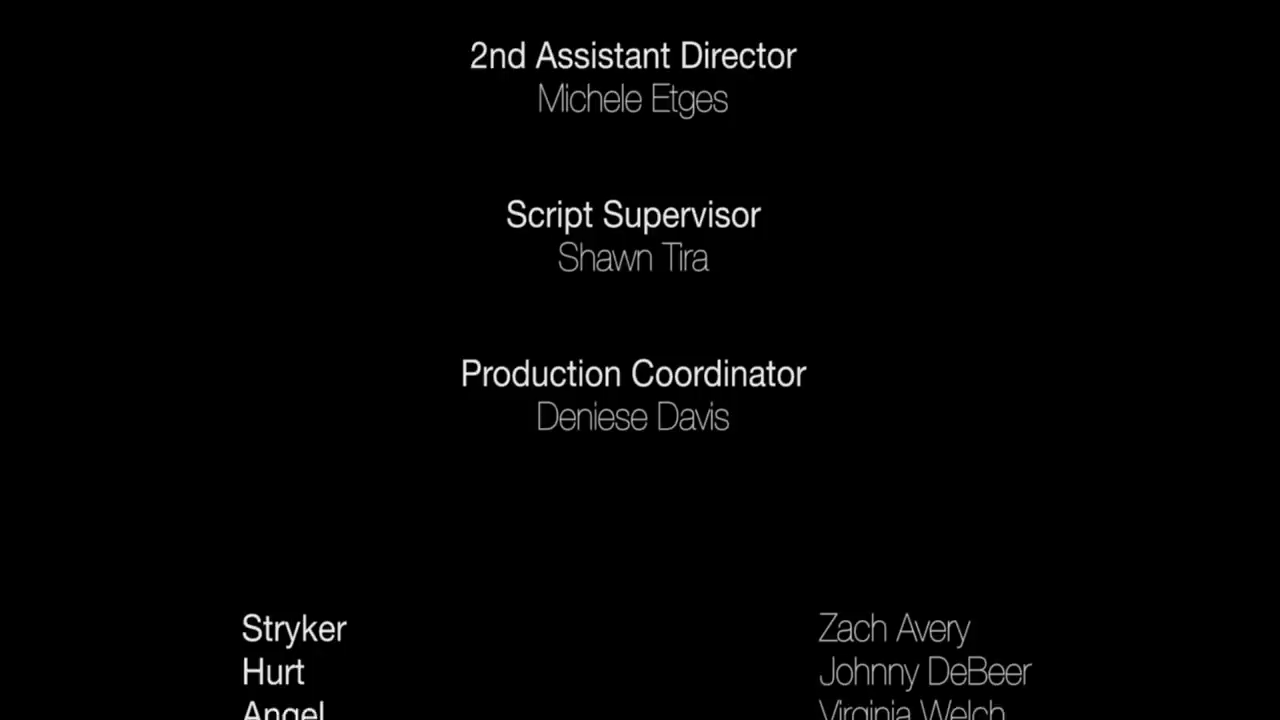 2nd Assistant Director
Michele Etges
Script Supervisor
Shawn Tira
Production Coordinator
Deniese Davis
Stryker Zach Avery
Hurt Johnny DeBeer
Angel Virginia Welch